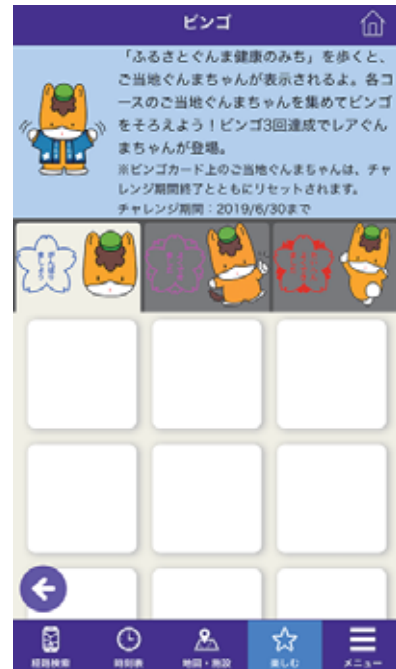 ビンゴ
「ふるさとぐんま健康のみち」を歩くと、
ご当地ぐんまちゃんが表示されるよ。各コ
ースのご当地ぐんまちゃんを集めてビンゴ
をそろえよう！ビンゴ3回達成でレアぐん
まちゃんが登場。
※ビンゴカード上のご当地ぐんまちゃんは、チャ
レンジ期間終了とともにリセットされます。
チャレンジ期間：2019/6/30まで
経路検索
時刻表
地図・施設
楽しむ
メニュー